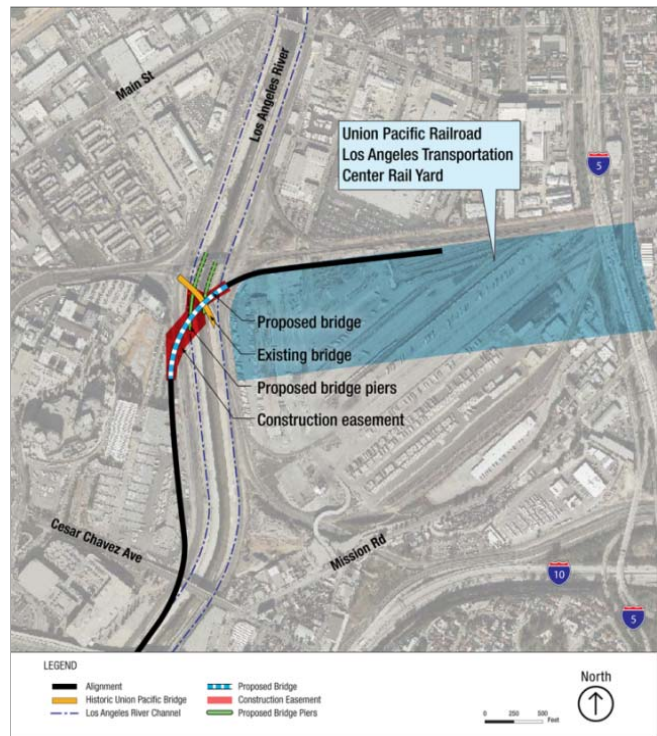 Main St
Los Angeles River
Union Pacific Railroad
Los Angeles Transportation
Center Rail Yard
5
Proposed bridge
Existing bridge
Proposed bridge piers
Construction easement
Cesar Chavez Ave
Mission Rd
10
5
LEGEND
Alignment
Historic Union Pacific Bridge
Los Angeles River Channel
Proposed Bridge
Construction Easement
Proposed Bridge Piers
0 250 500
Feet
North